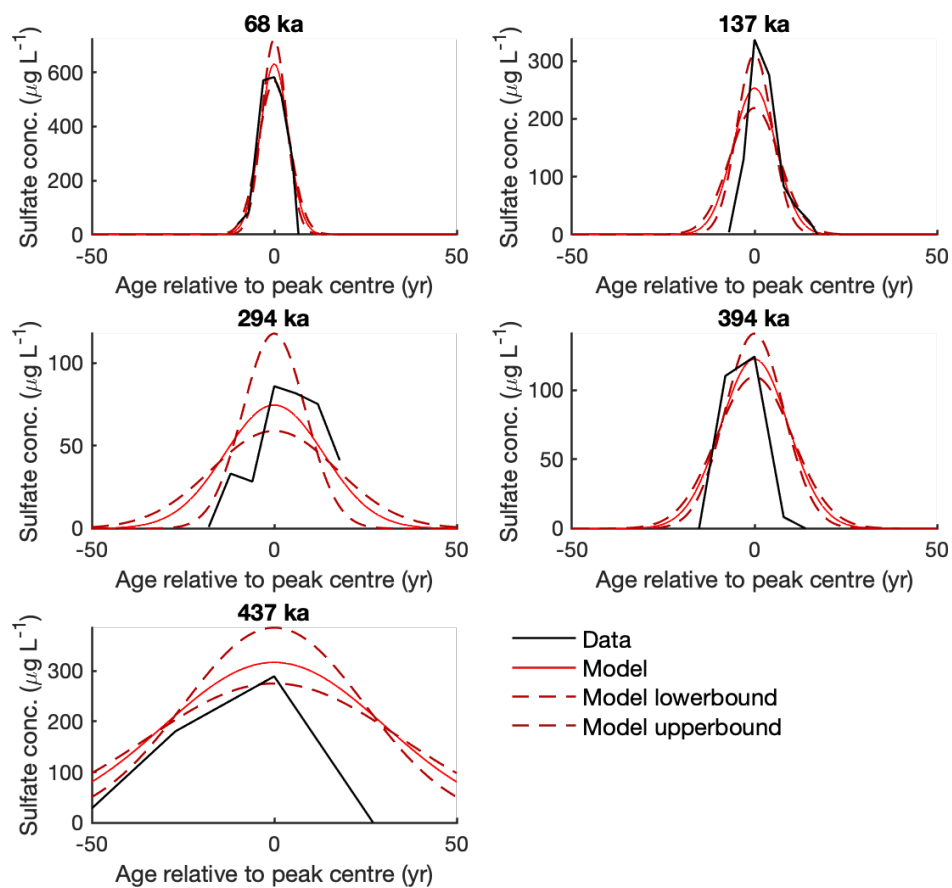 68 ka
Sulfate conc. (μg L⁻¹)
600
400
200
0
-50 0 50
Age relative to peak centre (yr)
137 ka
Sulfate conc. (μg L⁻¹)
300
200
100
0
-50 0 50
Age relative to peak centre (yr)
294 ka
Sulfate conc. (μg L⁻¹)
100
50
0
-50 0 50
Age relative to peak centre (yr)
394 ka
Sulfate conc. (μg L⁻¹)
100
50
0
-50 0 50
Age relative to peak centre (yr)
437 ka
Sulfate conc. (μg L⁻¹)
300
200
100
0
-50 0 50
Age relative to peak centre (yr)
Data
Model
Model lowerbound
Model upperbound